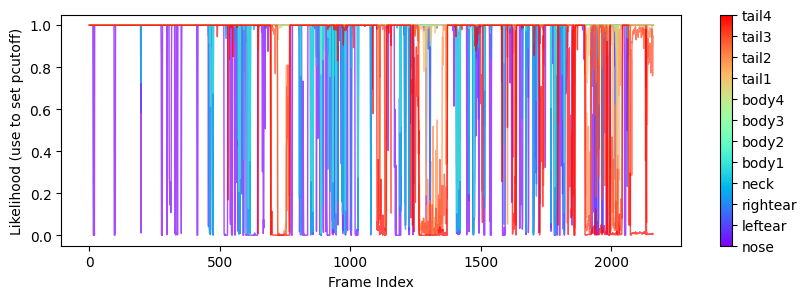 Likelihood (use to set pcutoff)
1.0
0.8
0.6
0.4
0.2
0.0
0
500
1000
1500
2000
Frame Index
tail4
tail3
tail2
tail1
body4
body3
body2
body1
neck
rightear
leftear
nose